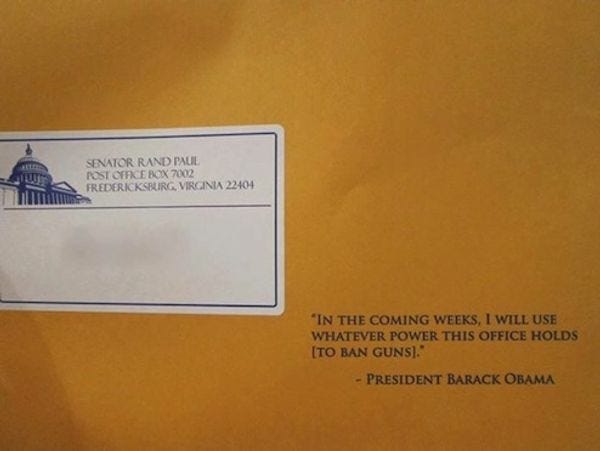 SENATOR RAND PAUL
POST OFFICE BOX 7002
FREDERICKSBURG, VIRGINIA 22404
"IN THE COMING WEEKS, I WILL USE
WHATEVER POWER THIS OFFICE HOLDS
[TO BAN GUNS]."
- PRESIDENT BARACK OBAMA